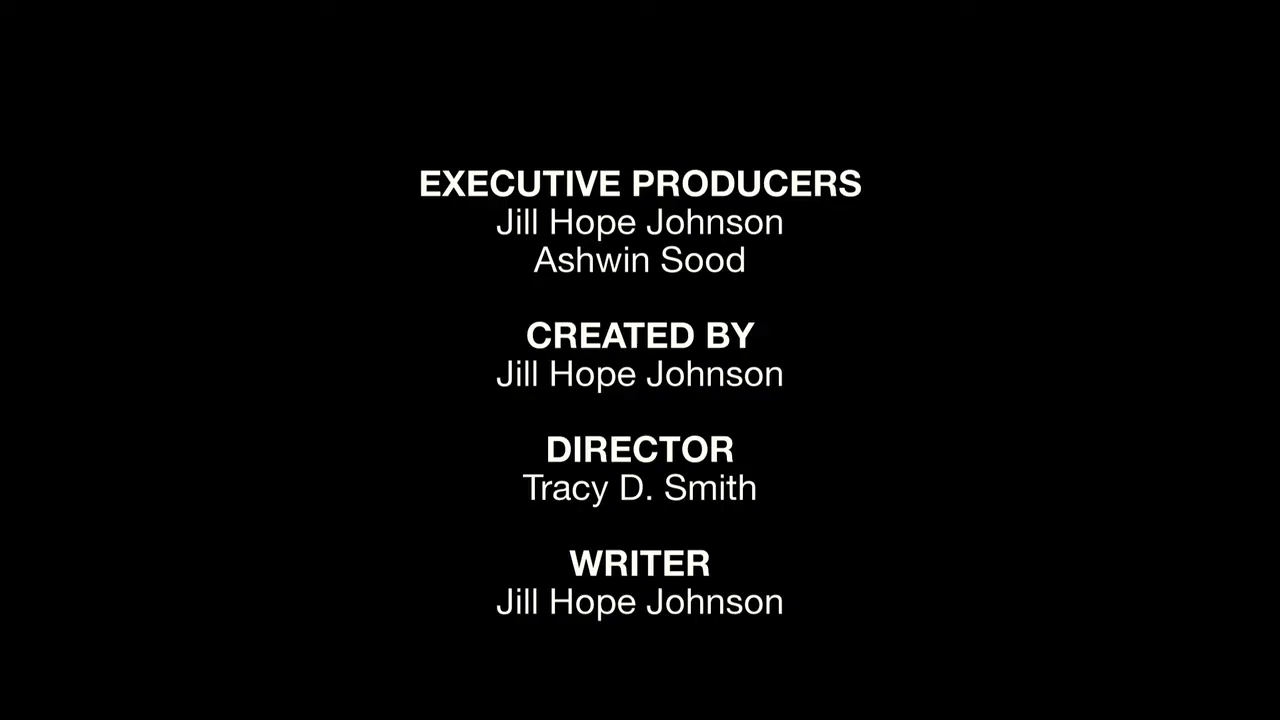 EXECUTIVE PRODUCERS
Jill Hope Johnson
Ashwin Sood
CREATED BY
Jill Hope Johnson
DIRECTOR
Tracy D. Smith
WRITER
Jill Hope Johnson